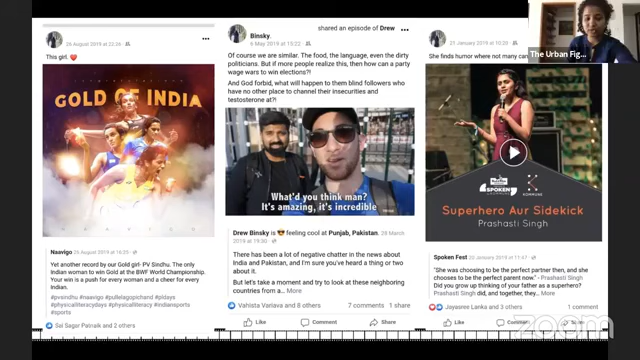 26 August 2019 at 22:24
This girl.
GOLD OF INDIA
Naavigo
26 August 2019 at 16:25
Yet another record by our Gold girl- PV Sindhu. The only
Indian woman to win Gold at the BWF World Championship.
Your win is a push for every woman and a cheer for every
Indian.
#pvsindhu #naavigo #pullelagopichand #pldays
#physicalliteracydays #physicalliteracy #indiansports
#sports
Sai Sagar Patnaik and 2 others
shared an episode of Drew
Binsky.
6 May 2019 at 13:22
Of course we are similar. The food, the language, even the dirty
politicians. But if more people realize this, then how can a party
wage wars to win elections?!
And God forbid, what will happen to them blind followers who
have no other place to channel their insecurities and
testosterone at?!
What'd you think man?
It's amazing, it's incredible
Drew Binsky is feeling cool at Punjab, Pakistan. 28 March
2019 at 19:30
There has been a lot of negative chatter in the news about
India and Pakistan, and I'm sure you've heard a thing or two
about it.
But let's take a moment and try to look at these neighboring
countries from a... More
Vahista Variava and 8 others
7 comments 1 share
Like Comment Share
21 January 2019 at 10:20
She finds humor where not many can
SPOKEN
KOMMUNE
Superhero Aur Sidekick
Prashasti Singh
Spoken Fest
20 January 2019 at 11:47
"She was choosing to be the perfect partner then, and she
chooses to be the perfect parent now."
Did you grow up thinking of your father as a superhero?
Prashasti Singh did, and together, they... More
Jayasree Lanka and 3 others
1 comment
Like Comment Share
The Urban Fig...
zoom